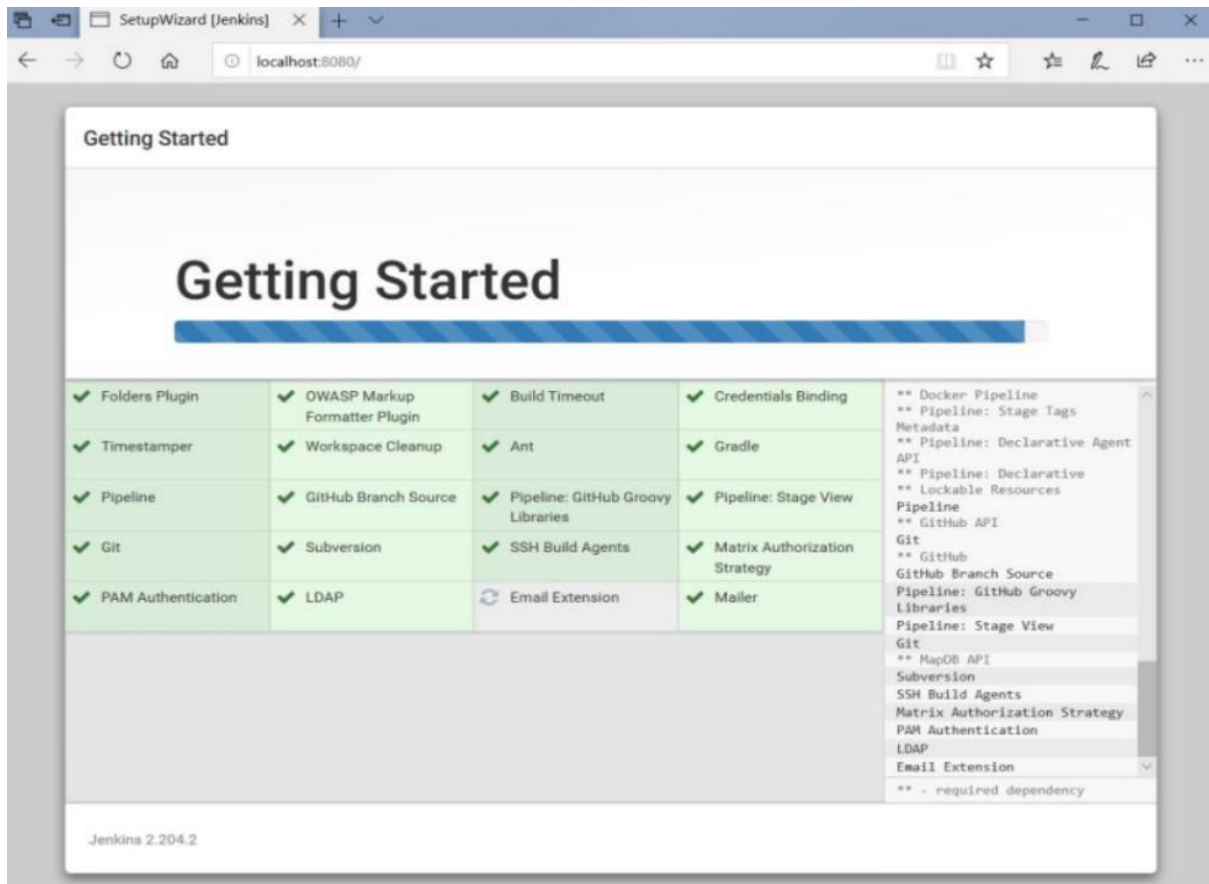 SetupWizard [Jenkins]
localhost:8080/
Getting Started
Getting Started
Folders Plugin
OWASP Markup
Formatter Plugin
Build Timeout
Credentials Binding
Timestamper
Workspace Cleanup
Ant
Gradle
Pipeline
GitHub Branch Source
Pipeline: GitHub Groovy
Libraries
Pipeline: Stage View
Git
Subversion
SSH Build Agents
Matrix Authorization
Strategy
PAM Authentication
LDAP
Email Extension
Mailer
** Docker Pipeline
** Pipeline: Stage Tags
Metadata
** Pipeline: Declarative Agent
API
** Pipeline: Declarative
** Lockable Resources
Pipeline
** GitHub API
Git
** GitHub
GitHub Branch Source
Pipeline: GitHub Groovy
Libraries
Pipeline: Stage View
Git
** MapDB API
Subversion
SSH Build Agents
Matrix Authorization Strategy
PAM Authentication
LDAP
Email Extension
** - required dependency
Jenkins 2.204.2